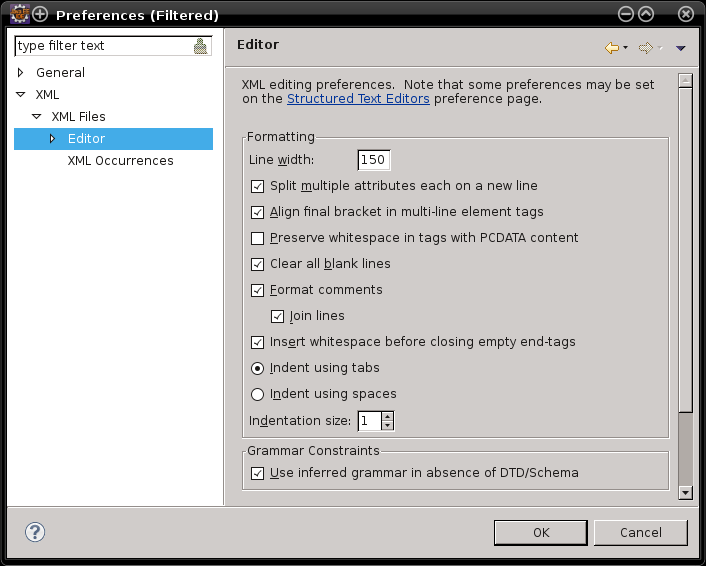 Preferences (Filtered)
type filter text
General
XML
XML Files
Editor
XML Occurrences
Editor
XML editing preferences.  Note that some preferences may be set
on the Structured Text Editors preference page.
Formatting
Line width: 150
Split multiple attributes each on a new line
Align final bracket in multi-line element tags
Preserve whitespace in tags with PCDATA content
Clear all blank lines
Format comments
Join lines
Insert whitespace before closing empty end-tags
Indent using tabs
Indent using spaces
Indentation size: 1
Grammar Constraints
Use inferred grammar in absence of DTD/Schema
?
OK
Cancel